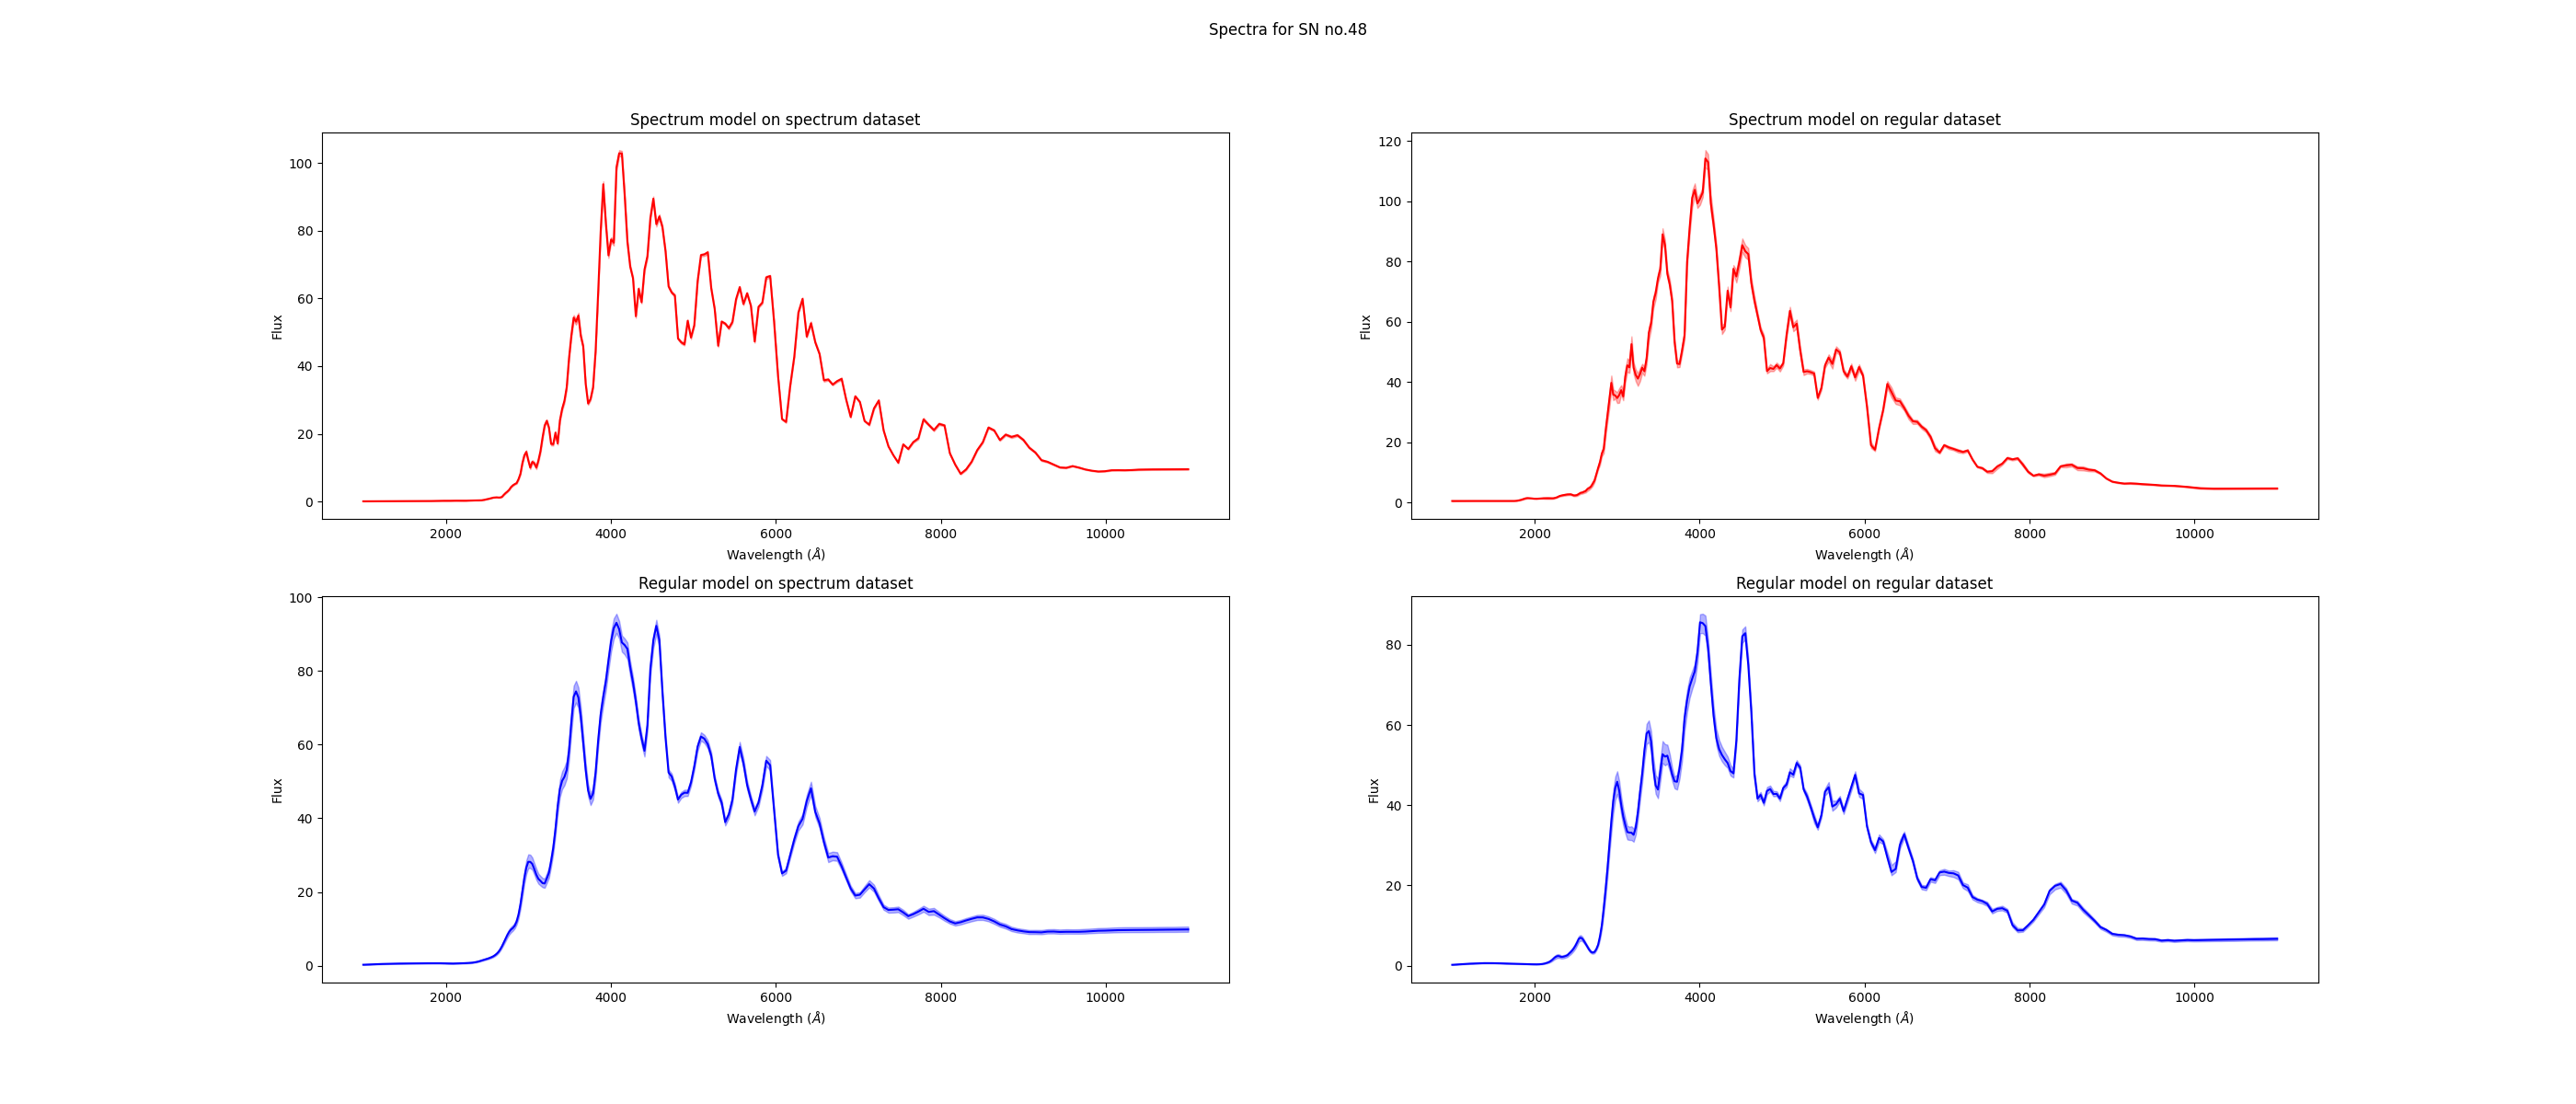 Spectra for SN no.48
Spectrum model on spectrum dataset
100
80
60
40
20
0
Flux
2000 4000 6000 8000 10000
Wavelength (Å)
Spectrum model on regular dataset
120
100
80
60
40
20
0
Flux
2000 4000 6000 8000 10000
Wavelength (Å)
Regular model on spectrum dataset
100
80
60
40
20
0
Flux
2000 4000 6000 8000 10000
Wavelength (Å)
Regular model on regular dataset
80
60
40
20
0
Flux
2000 4000 6000 8000 10000
Wavelength (Å)